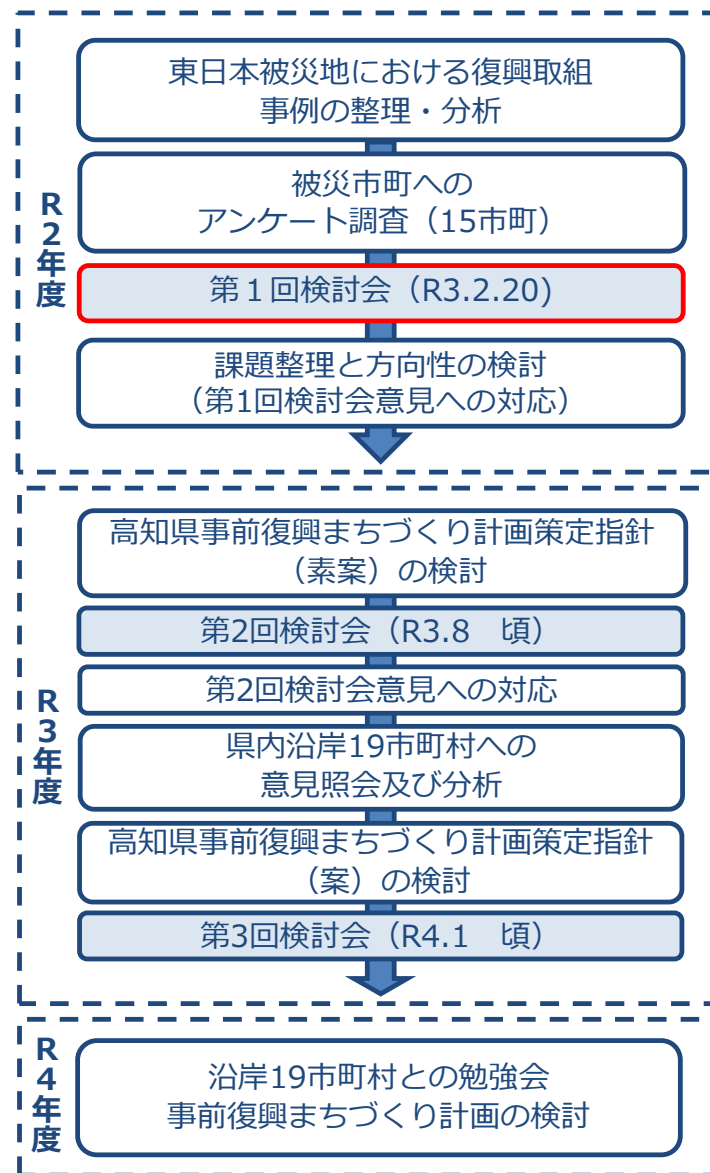 R2年度
東日本被災地における復興取組
事例の整理・分析
被災市町への
アンケート調査（15市町）
第１回検討会（R3.2.20)
課題整理と方向性の検討
（第1回検討会意見への対応）
R3年度
高知県事前復興まちづくり計画策定指針
（素案）の検討
第2回検討会（R3.8　頃）
第2回検討会意見への対応
県内沿岸19市町村への
意見照会及び分析
高知県事前復興まちづくり計画策定指針
（案）の検討
第3回検討会（R4.1　頃）
R4年度
沿岸19市町村との勉強会
事前復興まちづくり計画の検討